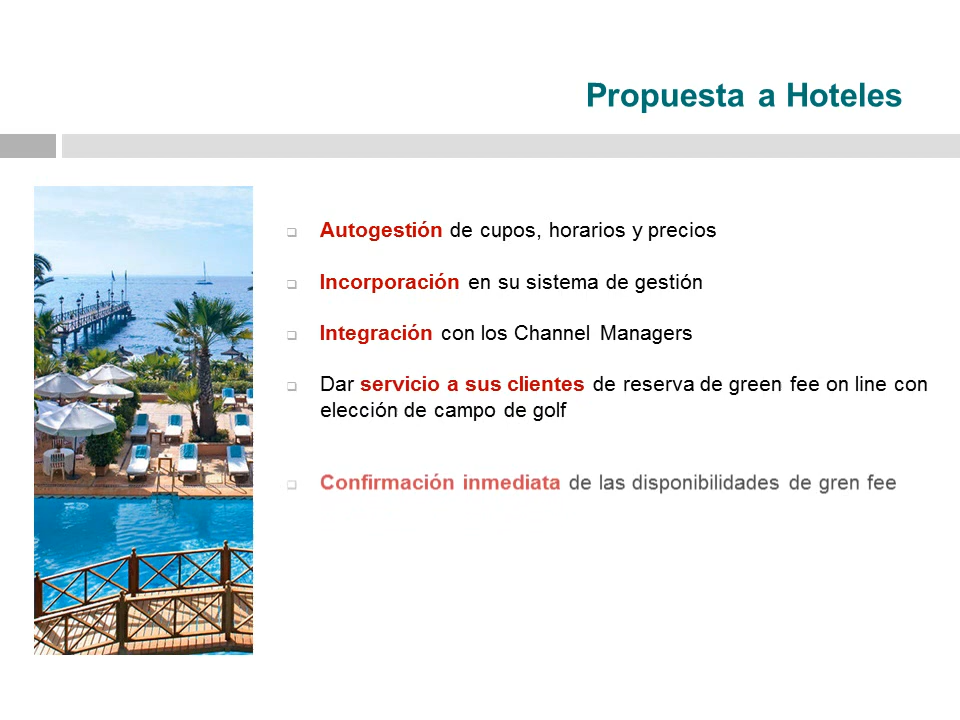 Propuesta a Hoteles
Autogestión de cupos, horarios y precios
Incorporación en su sistema de gestión
Integración con los Channel Managers
Dar servicio a sus clientes de reserva de green fee on line con
elección de campo de golf
Confirmación inmediata de las disponibilidades de gren fee